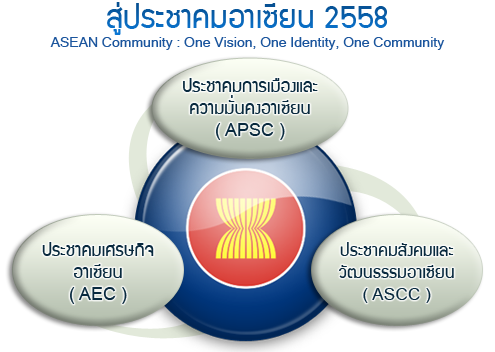 สู่ประชาคมอาเซียน 2558
ASEAN Community : One Vision, One Identity, One Community
ประชาคมการเมืองและ
ความมั่นคงอาเซียน
( APSC )
ประชาคมเศรษฐกิจ
อาเซียน
( AEC )
ประชาคมสังคมและ
วัฒนธรรมอาเซียน
( ASCC )